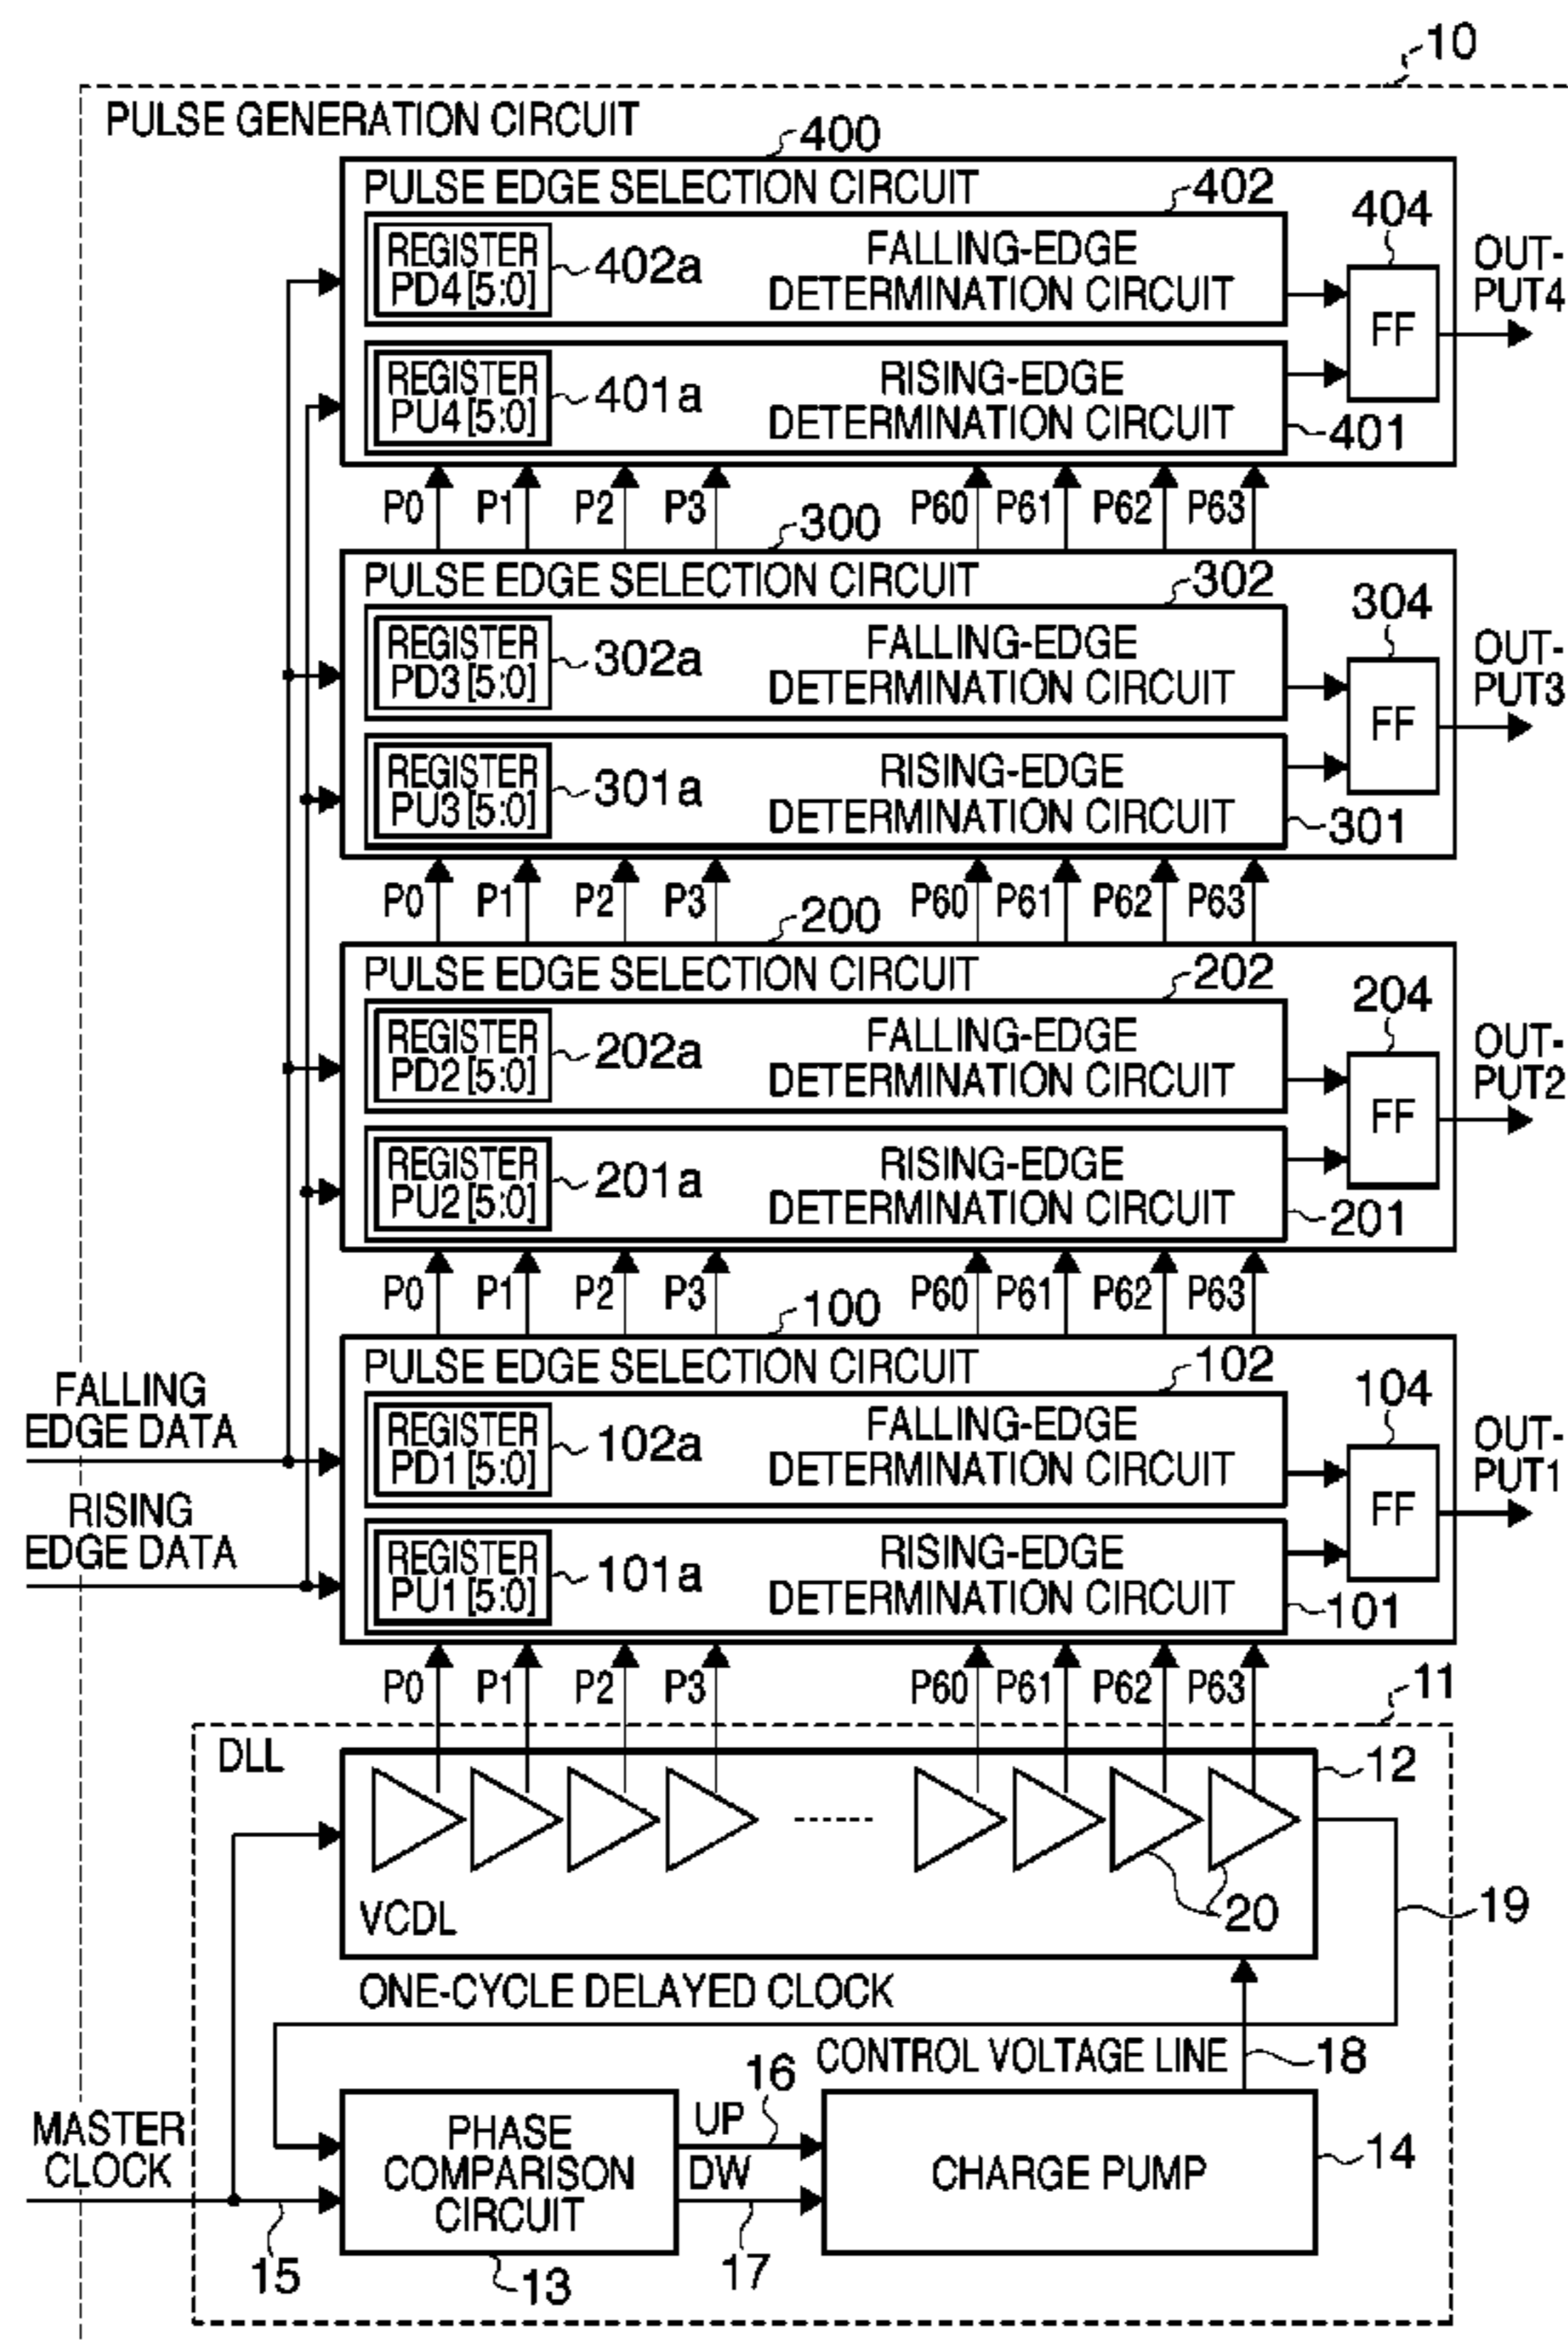 10
PULSE GENERATION CIRCUIT
400
PULSE EDGE SELECTION CIRCUIT
402
404
REGISTER
PD4[5:0]
402a
FALLING-EDGE
DETERMINATION CIRCUIT
OUT-
PUT4
FF
REGISTER
PU4[5:0]
401a
RISING-EDGE
DETERMINATION CIRCUIT
401
P0 P1 P2 P3 P60 P61 P62 P63
300
PULSE EDGE SELECTION CIRCUIT
302
304
REGISTER
PD3[5:0]
302a
FALLING-EDGE
DETERMINATION CIRCUIT
OUT-
PUT3
FF
REGISTER
PU3[5:0]
301a
RISING-EDGE
DETERMINATION CIRCUIT
301
P0 P1 P2 P3 P60 P61 P62 P63
200
PULSE EDGE SELECTION CIRCUIT
202
204
REGISTER
PD2[5:0]
202a
FALLING-EDGE
DETERMINATION CIRCUIT
OUT-
PUT2
FF
REGISTER
PU2[5:0]
201a
RISING-EDGE
DETERMINATION CIRCUIT
201
P0 P1 P2 P3 P60 P61 P62 P63
100
PULSE EDGE SELECTION CIRCUIT
102
104
FALLING
EDGE DATA
REGISTER
PD1[5:0]
102a
FALLING-EDGE
DETERMINATION CIRCUIT
OUT-
PUT1
FF
RISING
EDGE DATA
REGISTER
PU1[5:0]
101a
RISING-EDGE
DETERMINATION CIRCUIT
101
P0 P1 P2 P3 P60 P61 P62 P63
11
DLL
12
VCDL
20
19
ONE-CYCLE DELAYED CLOCK
CONTROL VOLTAGE LINE
18
16
MASTER
CLOCK
PHASE
COMPARISON
CIRCUIT
UP
DW
CHARGE PUMP
14
15
13
17